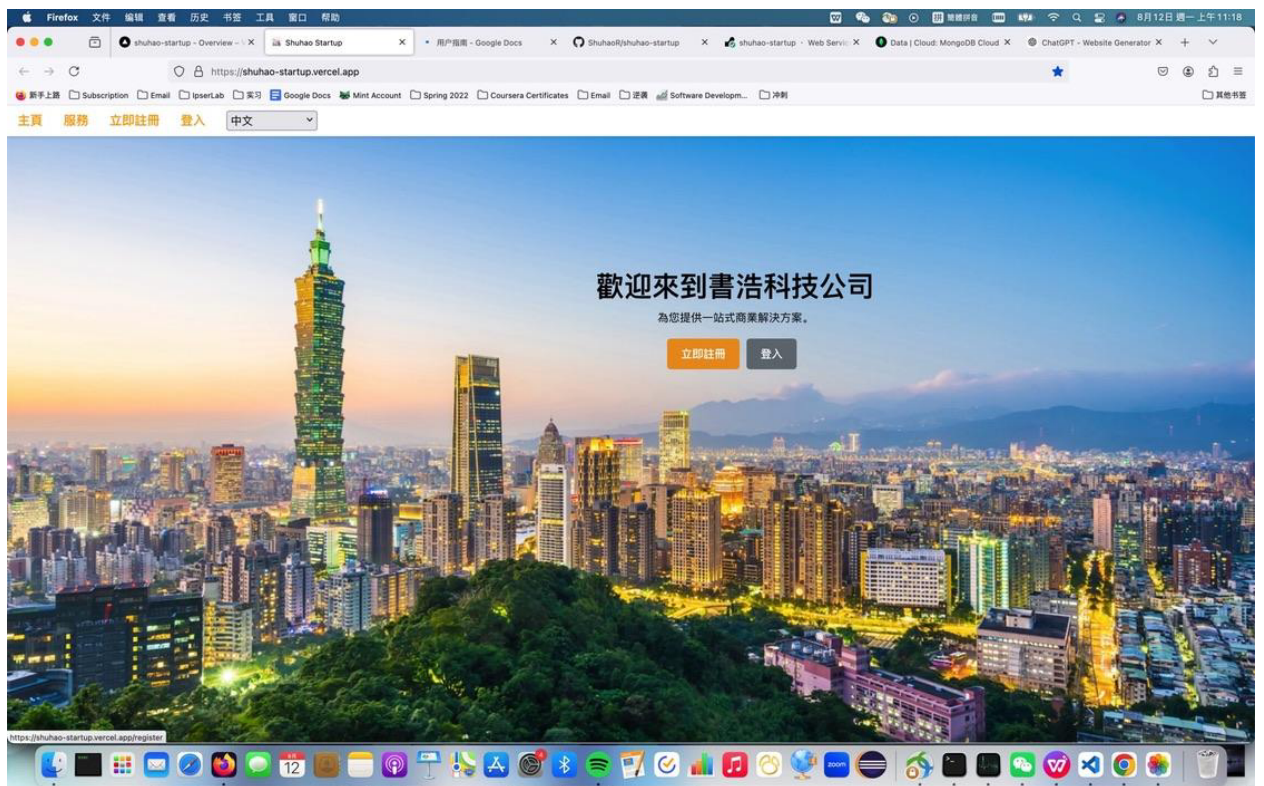 Firefox 文件 编辑 查看 历史 书签 工具 窗口 帮助 8月12日 週一 上午11:18
shuhao-startup – Overview – Shuhao Startup 用户指南 - Google Docs ShuhaoR/shuhao-startup shuhao-startup · Web Servic Data | Cloud: MongoDB Cloud ChatGPT - Website Generator
https://shuhao-startup.vercel.app
新手上路 Subscription Email IpserLab 实习 Google Docs Mint Account Spring 2022 Coursera Certificates Email 逆袭 Software Developm... 冲刺 其他书签
主頁 服務 立即註冊 登入 中文
歡迎來到書浩科技公司
為您提供一站式商業解決方案。
立即註冊 登入
https://shuhao-startup.vercel.app/register
12 zoom